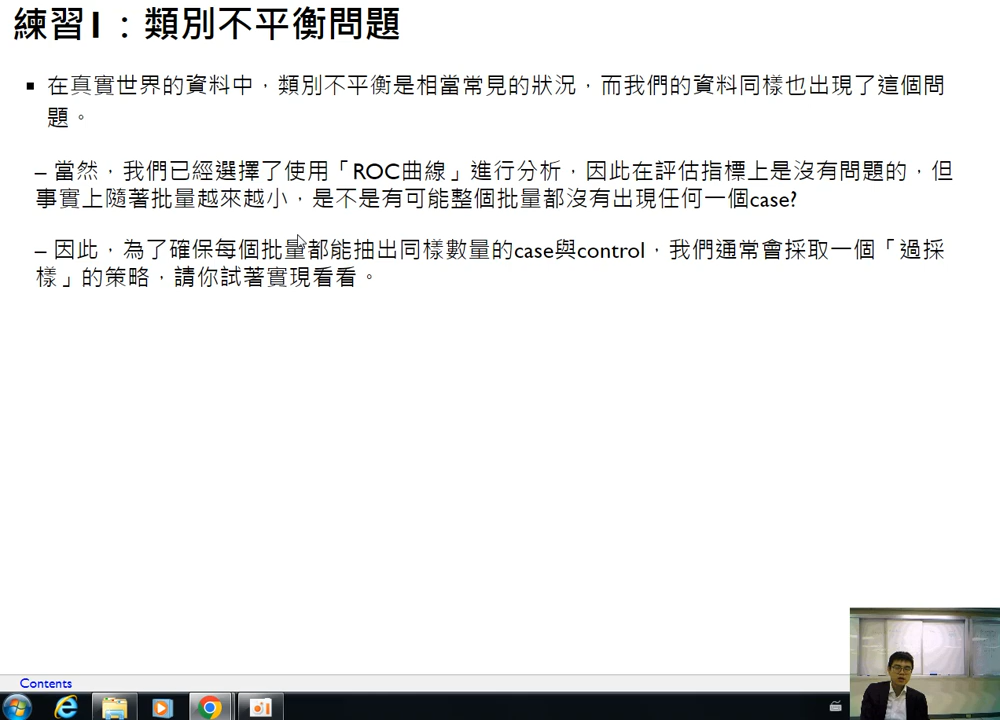 練習1：類別不平衡問題
▪ 在真實世界的資料中，類別不平衡是相當常見的狀況，而我們的資料同樣也出現了這個問
題。
– 當然，我們已經選擇了使用「ROC曲線」進行分析，因此在評估指標上是沒有問題的，但
事實上隨著批量越來越小，是不是有可能整個批量都沒有出現任何一個case?
– 因此，為了確保每個批量都能抽出同樣數量的case與control，我們通常會採取一個「過採
樣」的策略，請你試著實現看看。
Contents